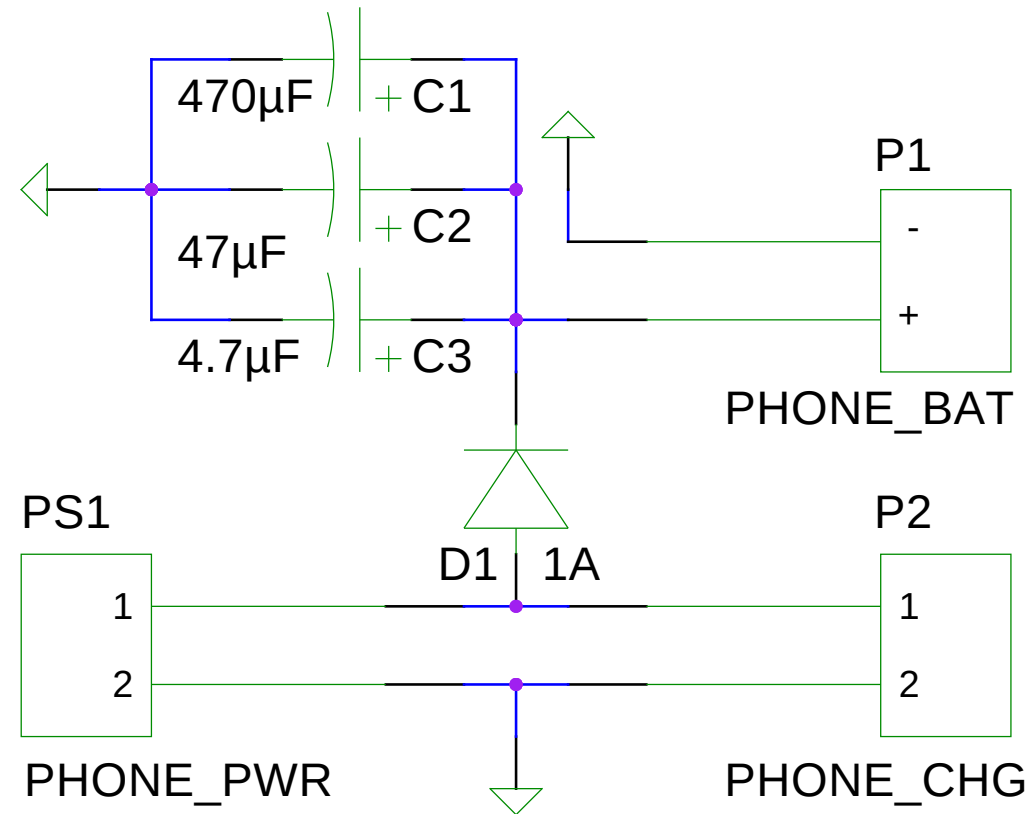 470µF + C1
P1
-
47µF + C2
+
4.7µF + C3
PHONE_BAT
PS1
P2
D1 1A
1 1
2 2
PHONE_PWR
PHONE_CHG